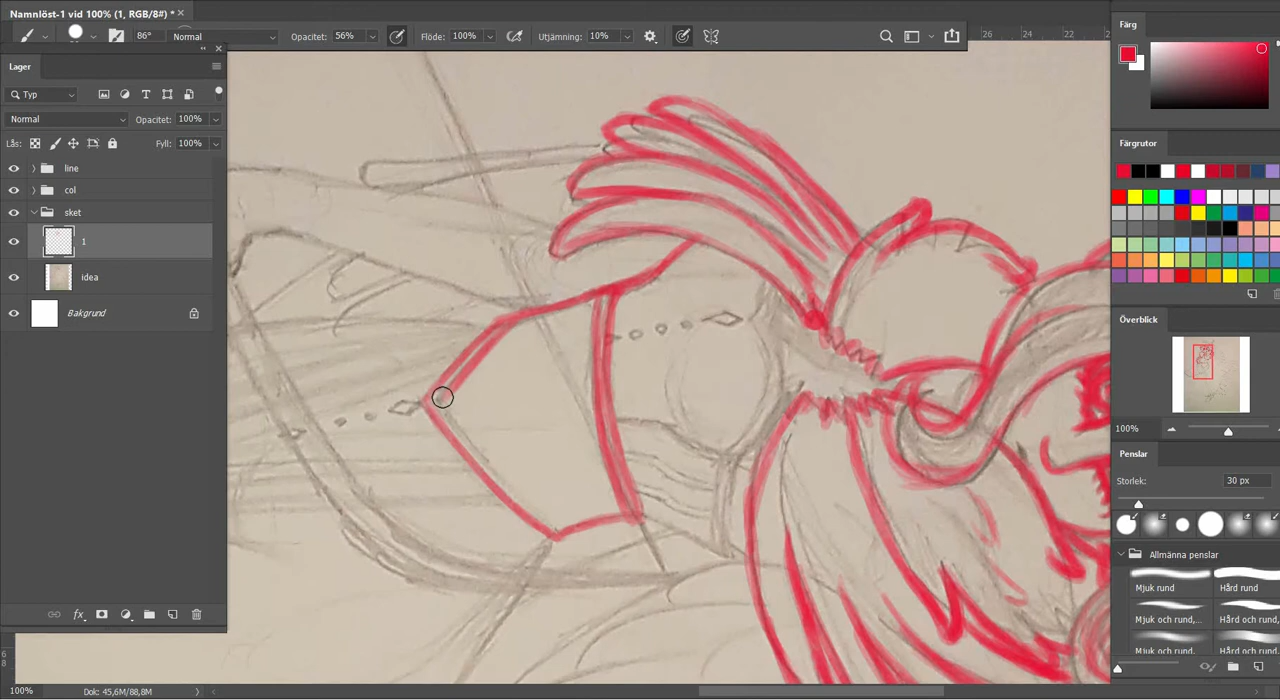 Namnlöst-1 vid 100% (1, RGB/8#) *
86°
Normal
Opacitet: 56%
Flöde: 100%
Utjämning: 10%
Lager
Typ
Normal
Opacitet: 100%
Lås:
Fyll: 100%
line
col
sket
1
idea
Bakgrund
fx
26
24
22
6
8
100%
Dok: 45,6M/88,8M
Färg
Färgrutor
Överblick
100%
Penslar
Storlek:
30 px
Allmänna penslar
Mjuk rund
Hård rund
Mjuk och rund,...
Hård och rund,
Mjuk och rund,
Hård och rund,